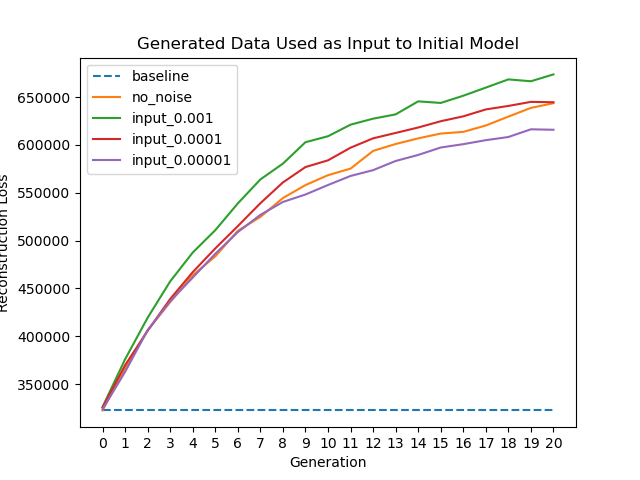 Generated Data Used as Input to Initial Model
baseline
no_noise
input_0.001
input_0.0001
input_0.00001
650000
600000
550000
500000
450000
400000
350000
Reconstruction Loss
0 1 2 3 4 5 6 7 8 9 10 11 12 13 14 15 16 17 18 19 20
Generation